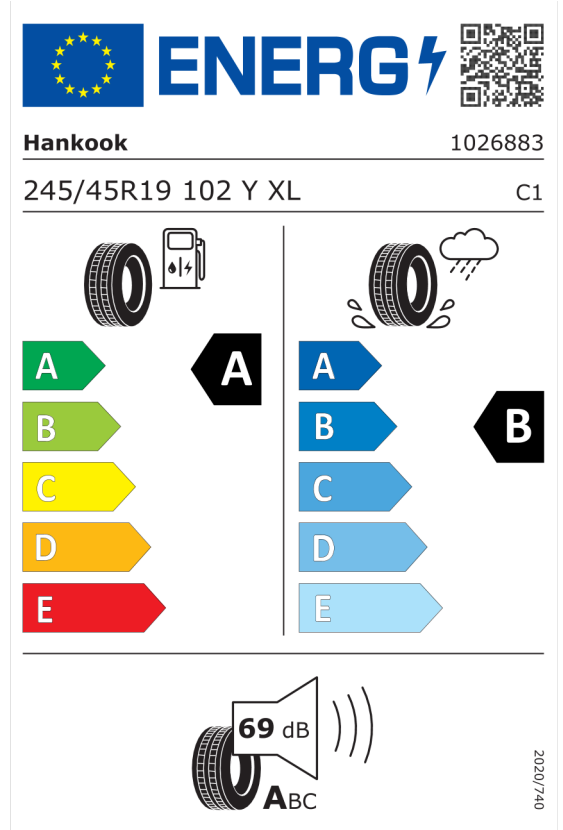 ENERG
Hankook 1026883
245/45R19 102 Y XL C1
A A
B
C
D
E
A
B B
C
D
E
69 dB
ABC
2020/740